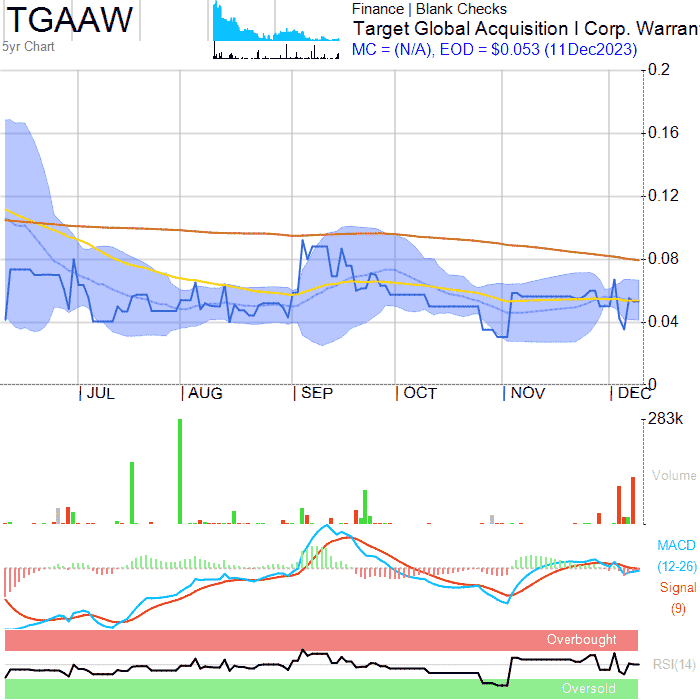 TGAAW
5yr Chart
Finance | Blank Checks
Target Global Acquisition I Corp. Warran
MC = (N/A), EOD = $0.053 (11Dec2023)
0.2
0.16
0.12
0.08
0.04
0
JUL
AUG
SEP
OCT
NOV
DEC
283k
Volume
MACD
(12-26)
Signal
(9)
Overbought
RSI(14)
Oversold